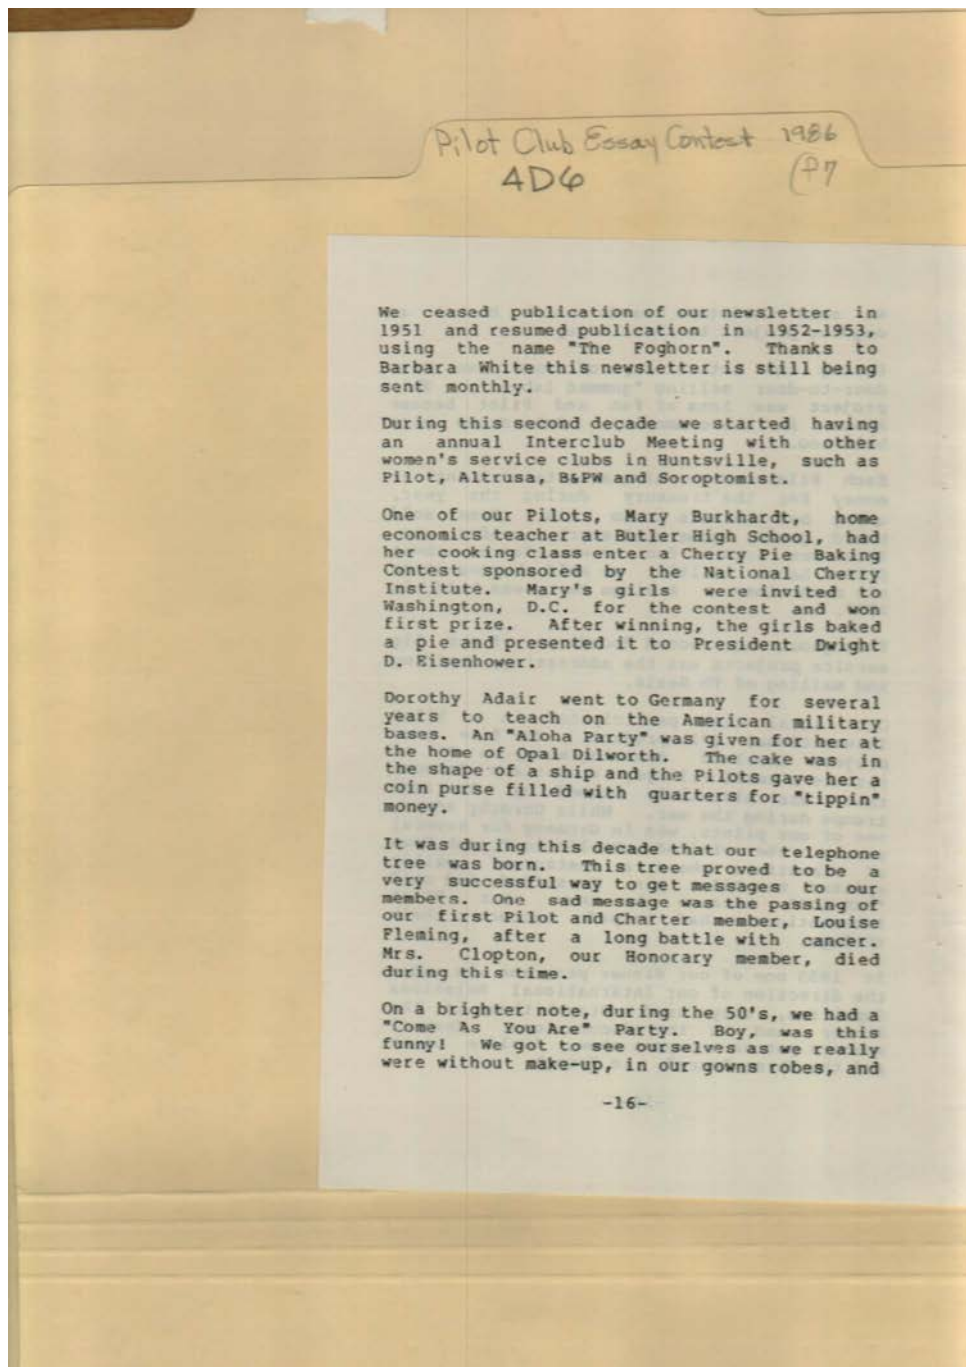 Pilot Club Essay Contest 1986
4D6 (P7
We ceased publication of our newsletter in
1951 and resumed publication in 1952-1953,
using the name "The Foghorn". Thanks to
Barbara White this newsletter is still being
sent monthly.
During this second decade we started having
an annual Interclub Meeting with other
women's service clubs in Huntsville, such as
Pilot, Altrusa, B&PW and Soroptomist.
One of our Pilots, Mary Burkhardt, home
economics teacher at Butler High School, had
her cooking class enter a Cherry Pie Baking
Contest sponsored by the National Cherry
Institute. Mary's girls were invited to
Washington, D.C. for the contest and won
first prize. After winning, the girls baked
a pie and presented it to President Dwight
D. Eisenhower.
Dorothy Adair went to Germany for several
years to teach on the American military
bases. An "Aloha Party" was given for her at
the home of Opal Dilworth. The cake was in
the shape of a ship and the Pilots gave her a
coin purse filled with quarters for "tippin"
money.
It was during this decade that our telephone
tree was born. This tree proved to be a
very successful way to get messages to our
members. One sad message was the passing of
our first Pilot and Charter member, Louise
Fleming, after a long battle with cancer.
Mrs. Clopton, our Honorary member, died
during this time.
On a brighter note, during the 50's, we had a
"Come As You Are" Party. Boy, was this
funny! We got to see ourselves as we really
were without make-up, in our gowns robes, and
-16-